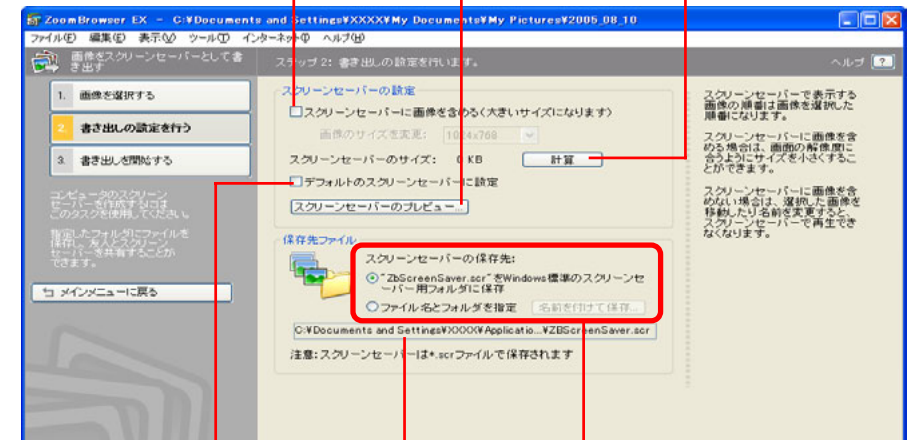 ZoomBrowser EX - C:¥Documents and Settings¥XXXX¥My Documents¥My Pictures¥2005_08_10
ファイル(F) 編集(E) 表示(V) ツール(T) インターネット(I) ヘルプ(H)
画像をスクリーンセーバーとして書
き出す
ステップ 2: 書き出しの設定を行います。
ヘルプ ?
1. 画像を選択する
2. 書き出しの設定を行う
3. 書き出しを開始する
コンピュータのスクリーン
セーバーを作成するには
このタスクを使用してください。
指定したフォルダにファイルを
保存し、友人とスクリーン
セーバーを共有することが
できます。
メインメニューに戻る
スクリーンセーバーの設定
スクリーンセーバーに画像を含める(大きいサイズになります)
画像のサイズを変更: 1024x768
スクリーンセーバーのサイズ: 0 KB 計算
デフォルトのスクリーンセーバーに設定
スクリーンセーバーのプレビュー...
保存先ファイル
スクリーンセーバーの保存先:
"ZbScreenSaver.scr"をWindows標準のスクリーンセ
ーバー用フォルダに保存
ファイル名とフォルダを指定 名前を付けて保存...
C:¥Documents and Settings¥XXXX¥Applicatio...¥ZBScreenSaver.scr
注意:スクリーンセーバーは*.scrファイルで保存されます
スクリーンセーバーで表示する
画像の順番は画像を選択した
順番になります。
スクリーンセーバーに画像を含
める場合は、画面の解像度に
合うようにサイズを小さくするこ
とができます。
スクリーンセーバーに画像を含
めない場合は、選択した画像を
移動したり名前を変更すると、
スクリーンセーバーで再生でき
なくなります。